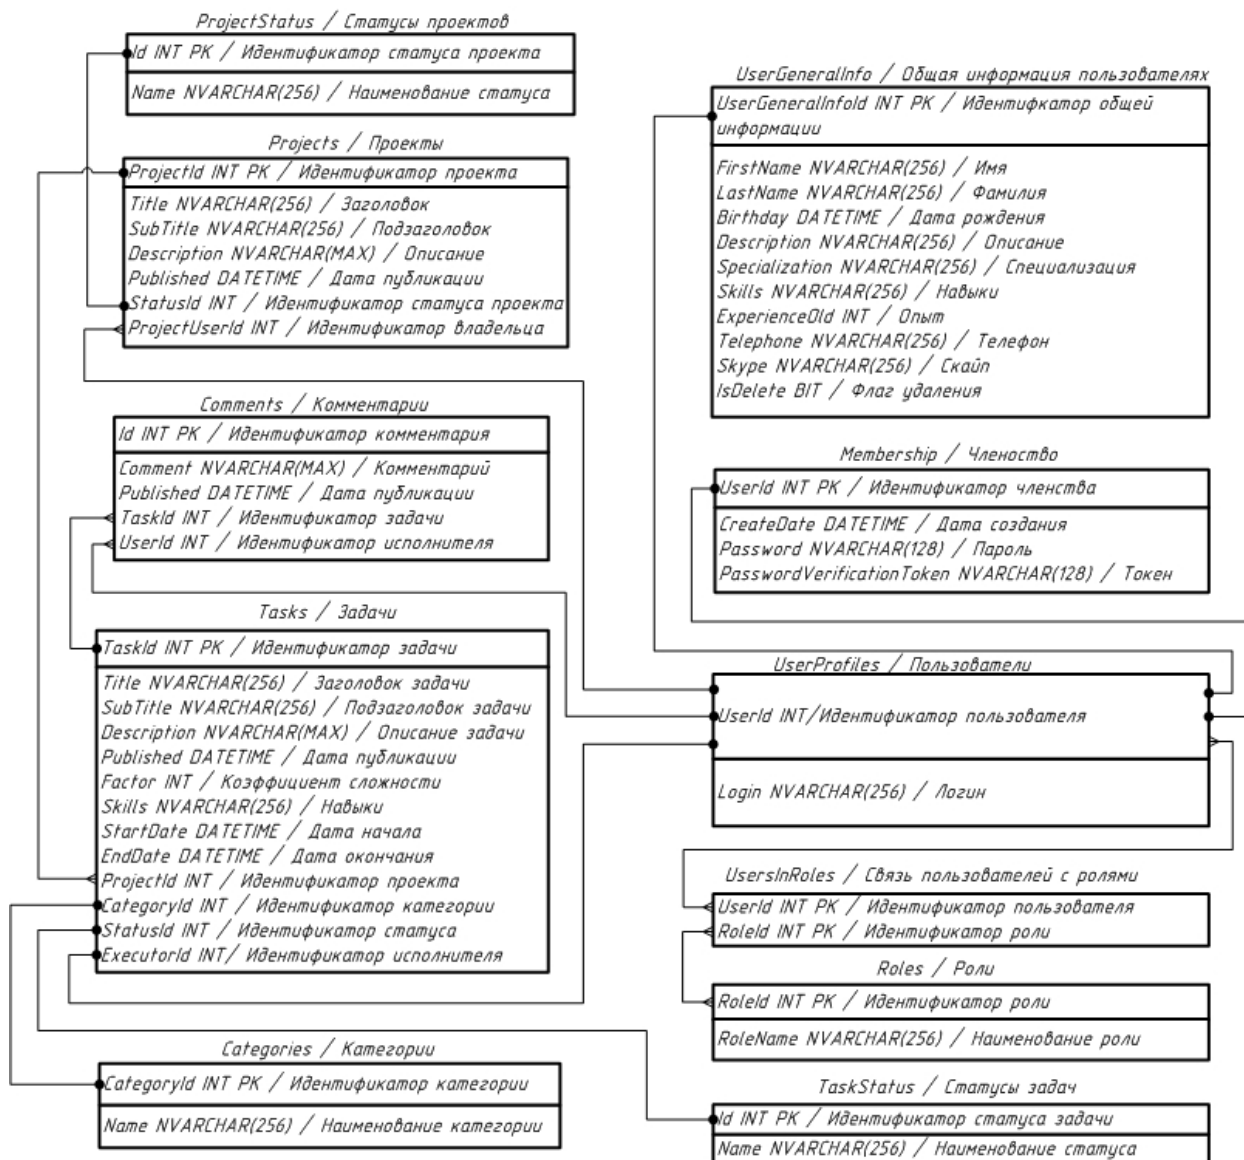 ProjectStatus / Статусы проектов
Id INT PK / Идентификатор статуса проекта
Name NVARCHAR(256) / Наименование статуса
Projects / Проекты
ProjectId INT PK / Идентификатор проекта
Title NVARCHAR(256) / Заголовок
SubTitle NVARCHAR(256) / Подзаголовок
Description NVARCHAR(MAX) / Описание
Published DATETIME / Дата публикации
StatusId INT / Идентификатор статуса проекта
ProjectUserId INT / Идентификатор владельца
Comments / Комментарии
Id INT PK / Идентификатор комментария
Comment NVARCHAR(MAX) / Комментарий
Published DATETIME / Дата публикации
TaskId INT / Идентификатор задачи
UserId INT / Идентификатор исполнителя
Tasks / Задачи
TaskId INT PK / Идентификатор задачи
Title NVARCHAR(256) / Заголовок задачи
SubTitle NVARCHAR(256) / Подзаголовок задачи
Description NVARCHAR(MAX) / Описание задачи
Published DATETIME / Дата публикации
Factor INT / Коэффициент сложности
Skills NVARCHAR(256) / Навыки
StartDate DATETIME / Дата начала
EndDate DATETIME / Дата окончания
ProjectId INT / Идентификатор проекта
CategoryId INT / Идентификатор категории
StatusId INT / Идентификатор статуса
ExecutorId INT/ Идентификатор исполнителя
Categories / Категории
CategoryId INT PK / Идентификатор категории
Name NVARCHAR(256) / Наименование категории
UserGeneralInfo / Общая информация пользователях
UserGeneralInfoId INT PK / Идентифкатор общей
информации
FirstName NVARCHAR(256) / Имя
LastName NVARCHAR(256) / Фамилия
Birthday DATETIME / Дата рождения
Description NVARCHAR(256) / Описание
Specialization NVARCHAR(256) / Специализация
Skills NVARCHAR(256) / Навыки
ExperienceOld INT / Опыт
Telephone NVARCHAR(256) / Телефон
Skype NVARCHAR(256) / Скайп
IsDelete BIT / Флаг удаления
Membership / Членоство
UserId INT PK / Идентификатор членства
CreateDate DATETIME / Дата создания
Password NVARCHAR(128) / Пароль
PasswordVerificationToken NVARCHAR(128) / Токен
UserProfiles / Пользователи
UserId INT/Идентификатор пользователя
Login NVARCHAR(256) / Логин
UsersInRoles / Связь пользователей с ролями
UserId INT PK / Идентификатор пользователя
RoleId INT PK / Идентификатор роли
Roles / Роли
RoleId INT PK / Идентификатор роли
RoleName NVARCHAR(256) / Наименование роли
TaskStatus / Статусы задач
Id INT PK / Идентификатор статуса задачи
Name NVARCHAR(256) / Наименование статуса